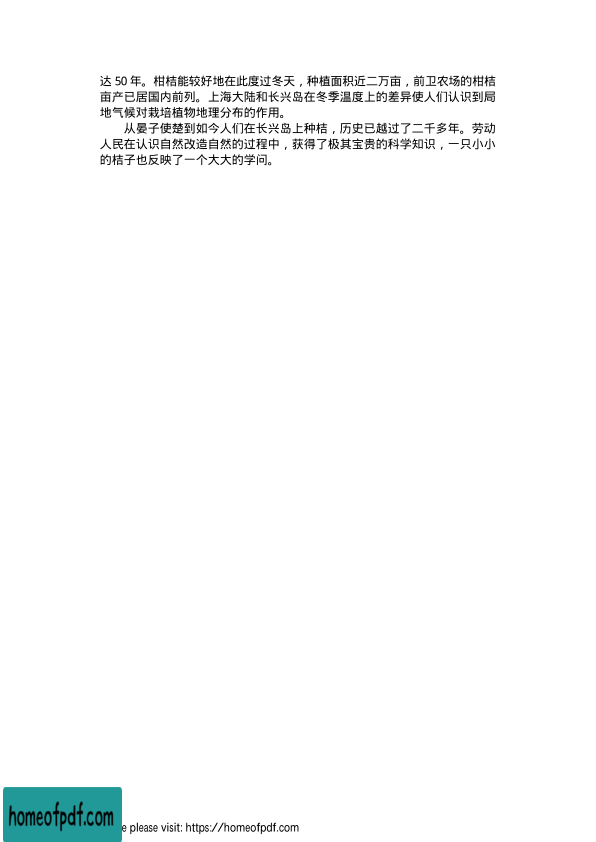 达 50 年。柑桔能较好地在此度过冬天，种植面积近二万亩，前卫农场的柑桔
亩产已居国内前列。上海大陆和长兴岛在冬季温度上的差异使人们认识到局
地气候对栽培植物地理分布的作用。
从晏子使楚到如今人们在长兴岛上种桔，历史已越过了二千多年。劳动
人民在认识自然改造自然的过程中，获得了极其宝贵的科学知识，一只小小
的桔子也反映了一个大大的学问。
homeofpdf.com
please visit: https://homeofpdf.com